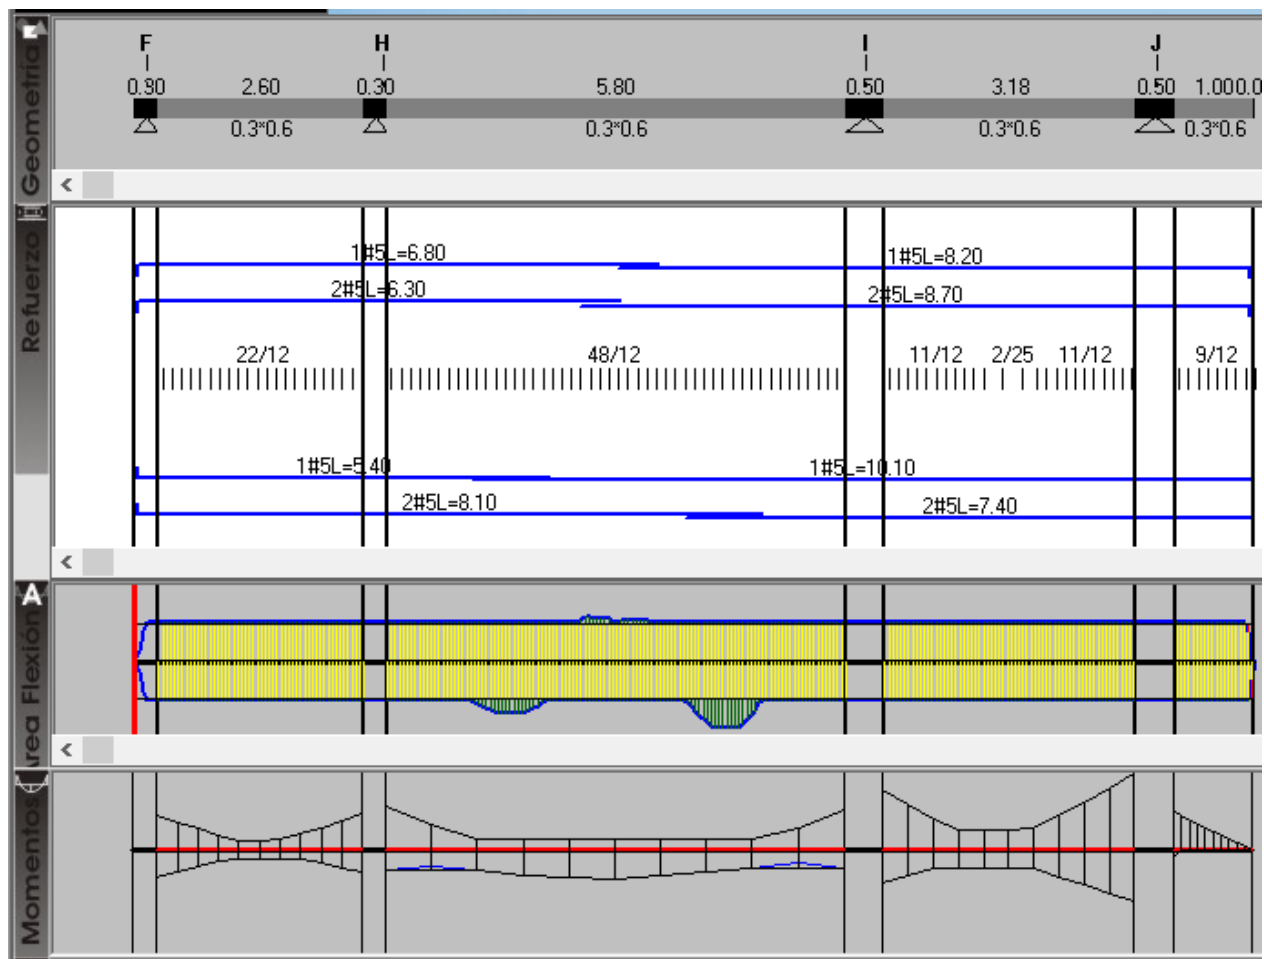 Geometría
F H I J
0.30 2.60 0.30 5.80 0.50 3.18 0.50 1.000.0
0.3*0.6 0.3*0.6 0.3*0.6 0.3*0.6
Refuerzo
1#5L=6.80 1#5L=8.20
2#5L=6.30 2#5L=8.70
22/12 48/12 11/12 2/25 11/12 9/12
1#5L=5.40 1#5L=10.10
2#5L=8.10 2#5L=7.40
A
Área Flexión
Momentos